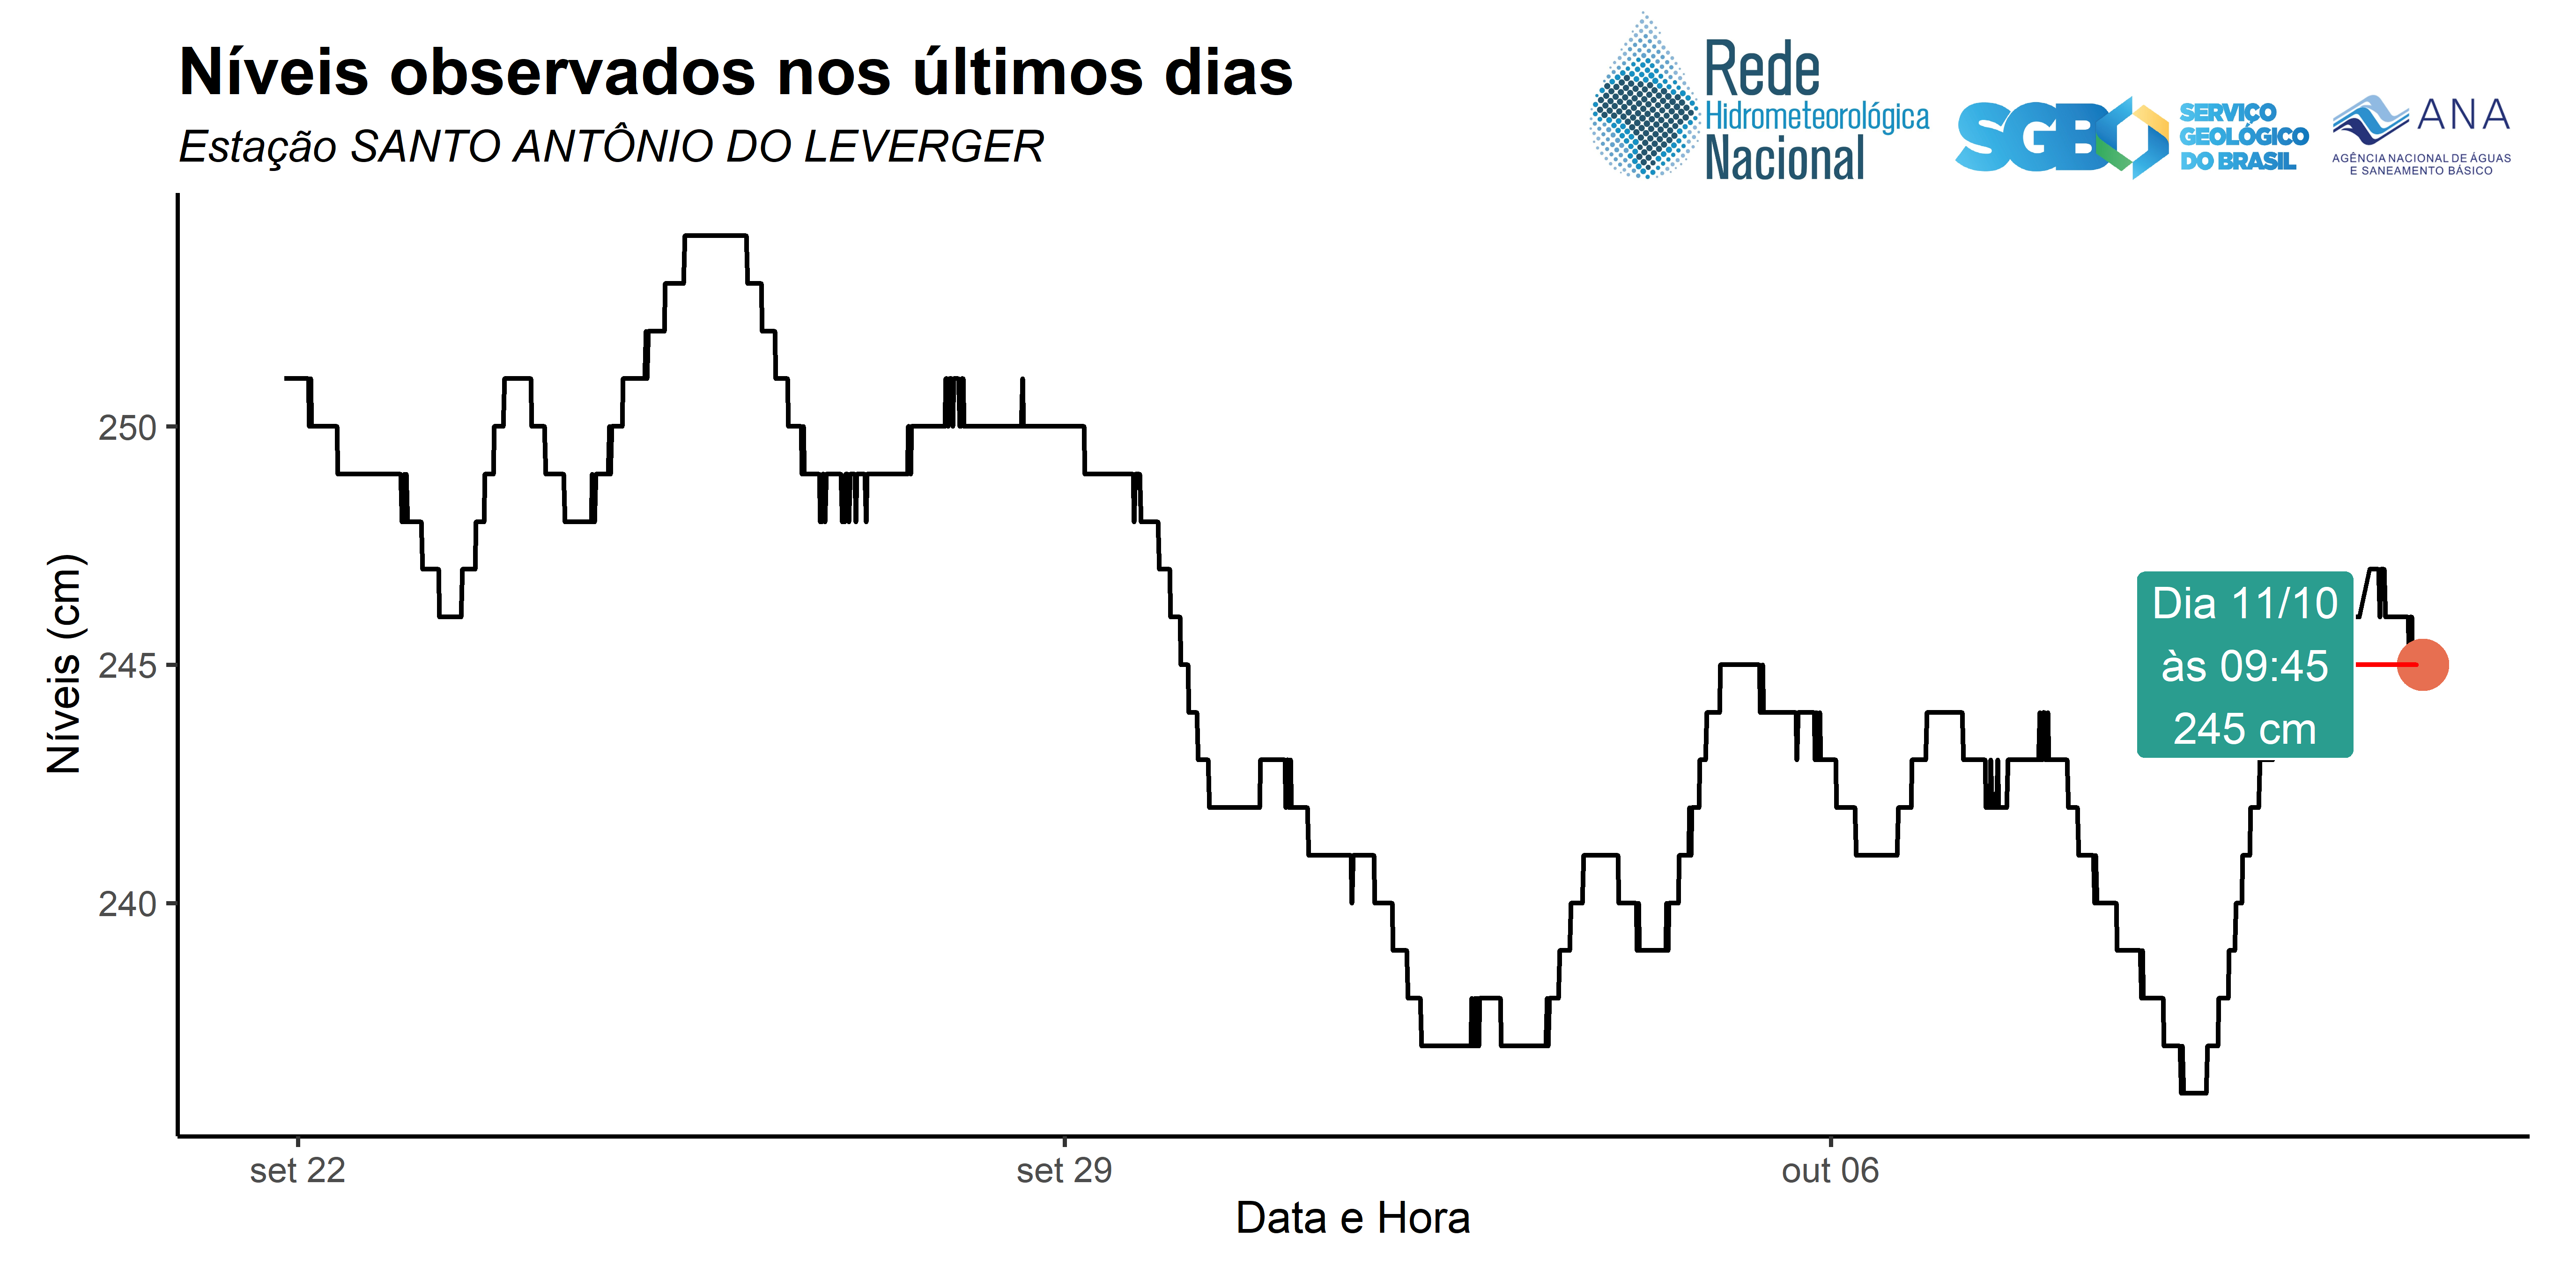 Níveis observados nos últimos dias
Estação SANTO ANTÔNIO DO LEVERGER
Rede
Hidrometeorológica
Nacional
SGB
SERVIÇO
GEOLÓGICO
DO BRASIL
ANA
AGÊNCIA NACIONAL DE ÁGUAS
E SANEAMENTO BÁSICO
Níveis (cm)
250
245
240
Dia 11/10
às 09:45
245 cm
set 22
set 29
out 06
Data e Hora